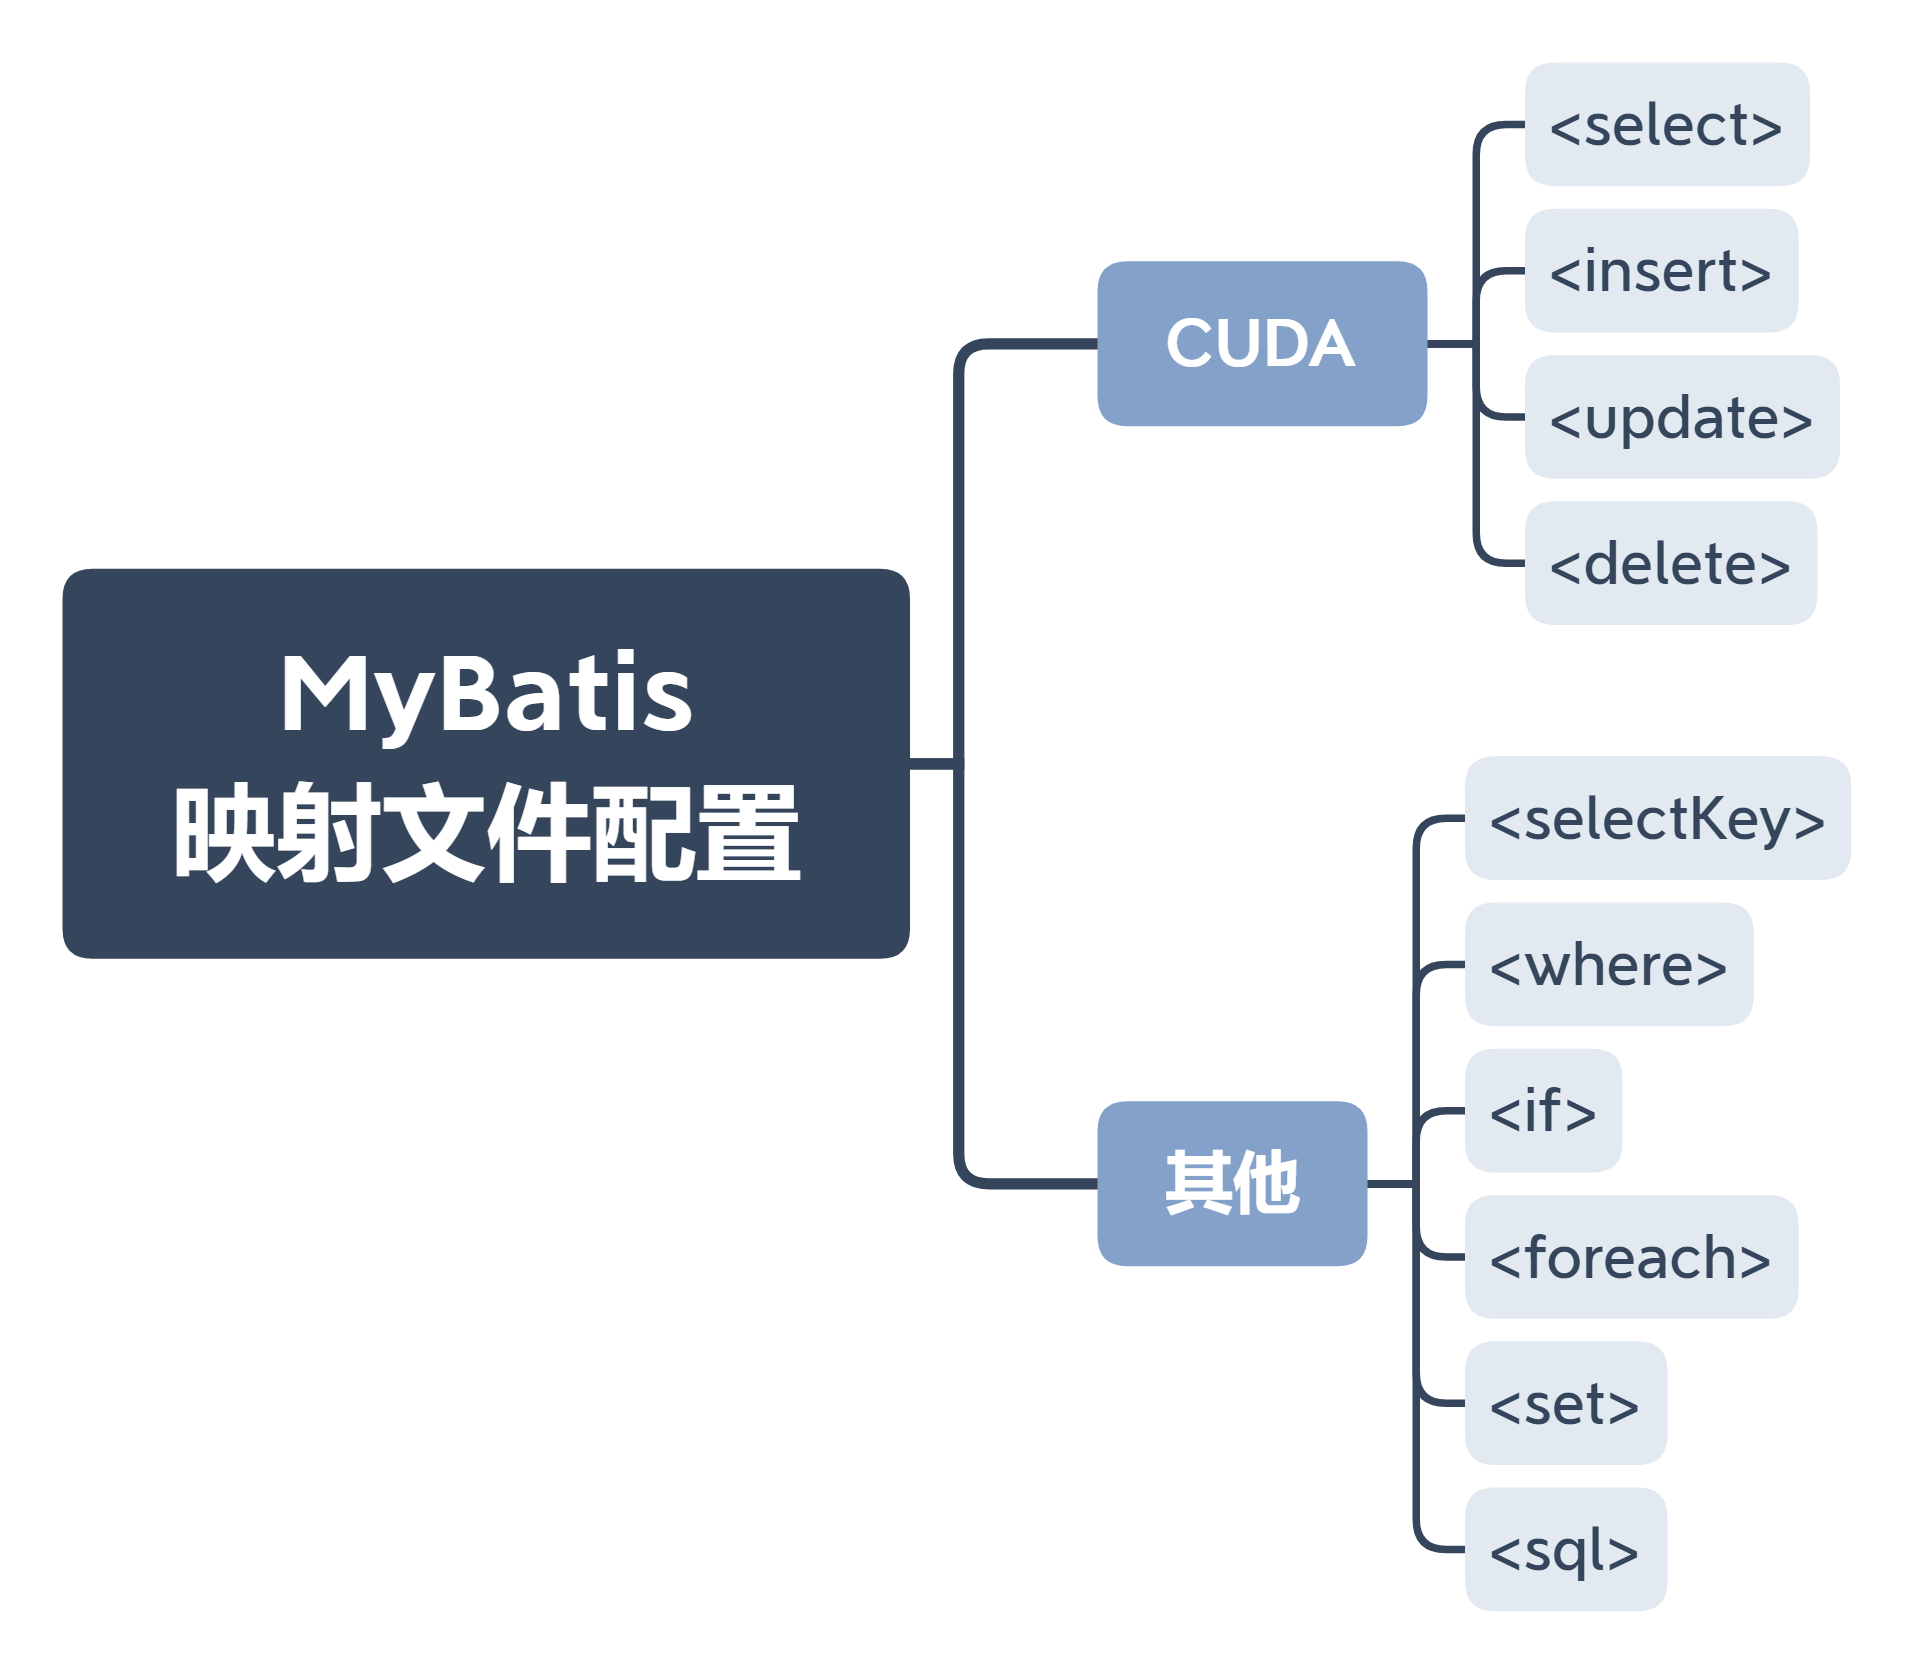 MyBatis
映射文件配置
CUDA
<select>
<insert>
<update>
<delete>
其他
<selectKey>
<where>
<if>
<foreach>
<set>
<sql>